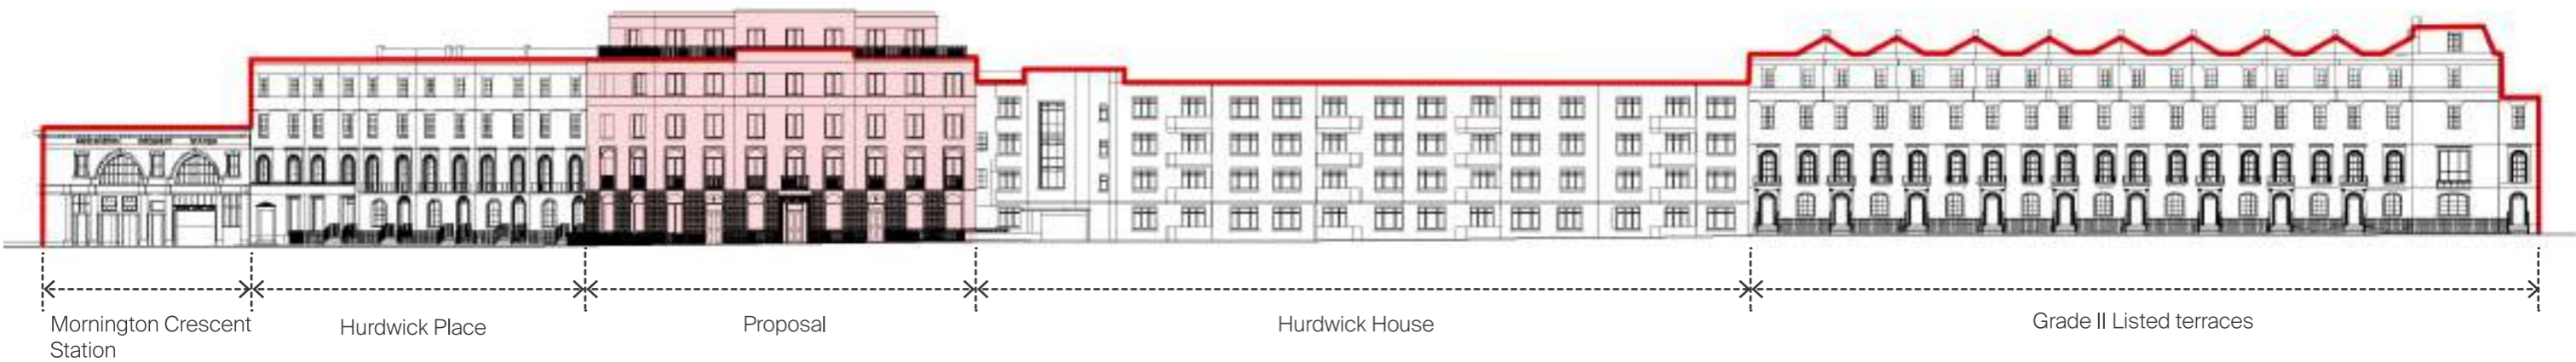 Mornington Crescent
Station
Hurdwick Place
Proposal
Hurdwick House
Grade II Listed terraces